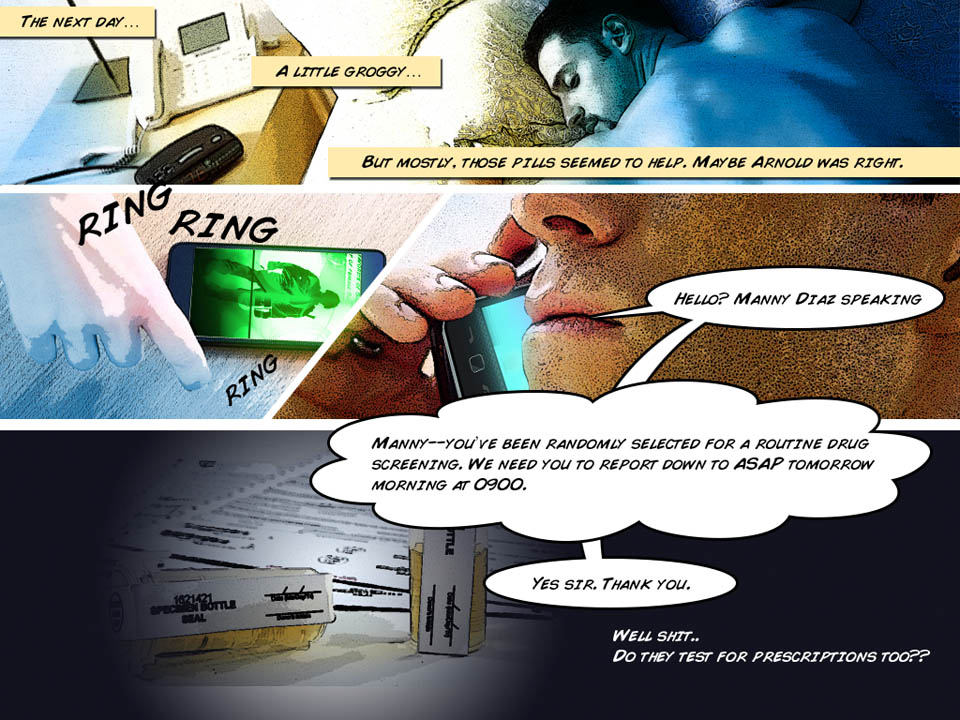 The next day...
A little groggy...
But mostly, those pills seemed to help. Maybe Arnold was right.
RING
RING
RING
Hello? Manny Diaz speaking
Manny--you've been randomly selected for a routine drug
screening. We need you to report down to ASAP tomorrow
morning at 0900.
Yes sir. Thank you.
1621421
SPECIMEN BOTTLE
SEAL
Well shit..
Do they test for prescriptions too??